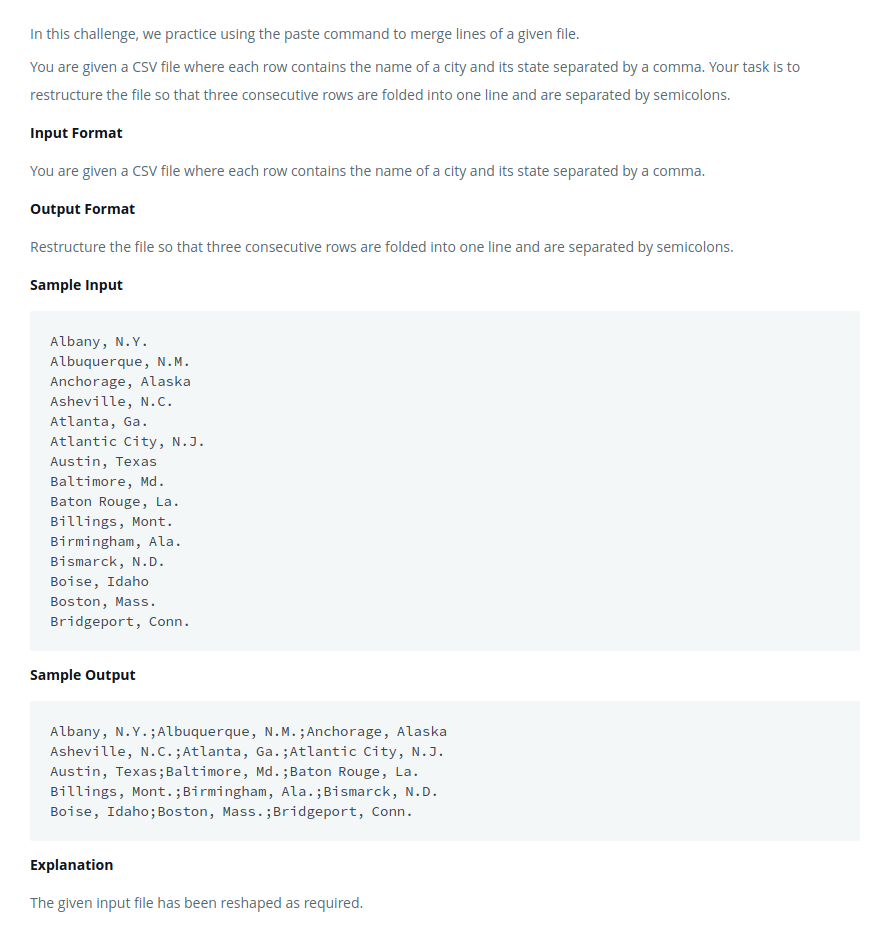 In this challenge, we practice using the paste command to merge lines of a given file.
You are given a CSV file where each row contains the name of a city and its state separated by a comma. Your task is to
restructure the file so that three consecutive rows are folded into one line and are separated by semicolons.
Input Format
You are given a CSV file where each row contains the name of a city and its state separated by a comma.
Output Format
Restructure the file so that three consecutive rows are folded into one line and are separated by semicolons.
Sample Input
Albany, N.Y.
Albuquerque, N.M.
Anchorage, Alaska
Asheville, N.C.
Atlanta, Ga.
Atlantic City, N.J.
Austin, Texas
Baltimore, Md.
Baton Rouge, La.
Billings, Mont.
Birmingham, Ala.
Bismarck, N.D.
Boise, Idaho
Boston, Mass.
Bridgeport, Conn.
Sample Output
Albany, N.Y.;Albuquerque, N.M.;Anchorage, Alaska
Asheville, N.C.;Atlanta, Ga.;Atlantic City, N.J.
Austin, Texas;Baltimore, Md.;Baton Rouge, La.
Billings, Mont.;Birmingham, Ala.;Bismarck, N.D.
Boise, Idaho;Boston, Mass.;Bridgeport, Conn.
Explanation
The given input file has been reshaped as required.